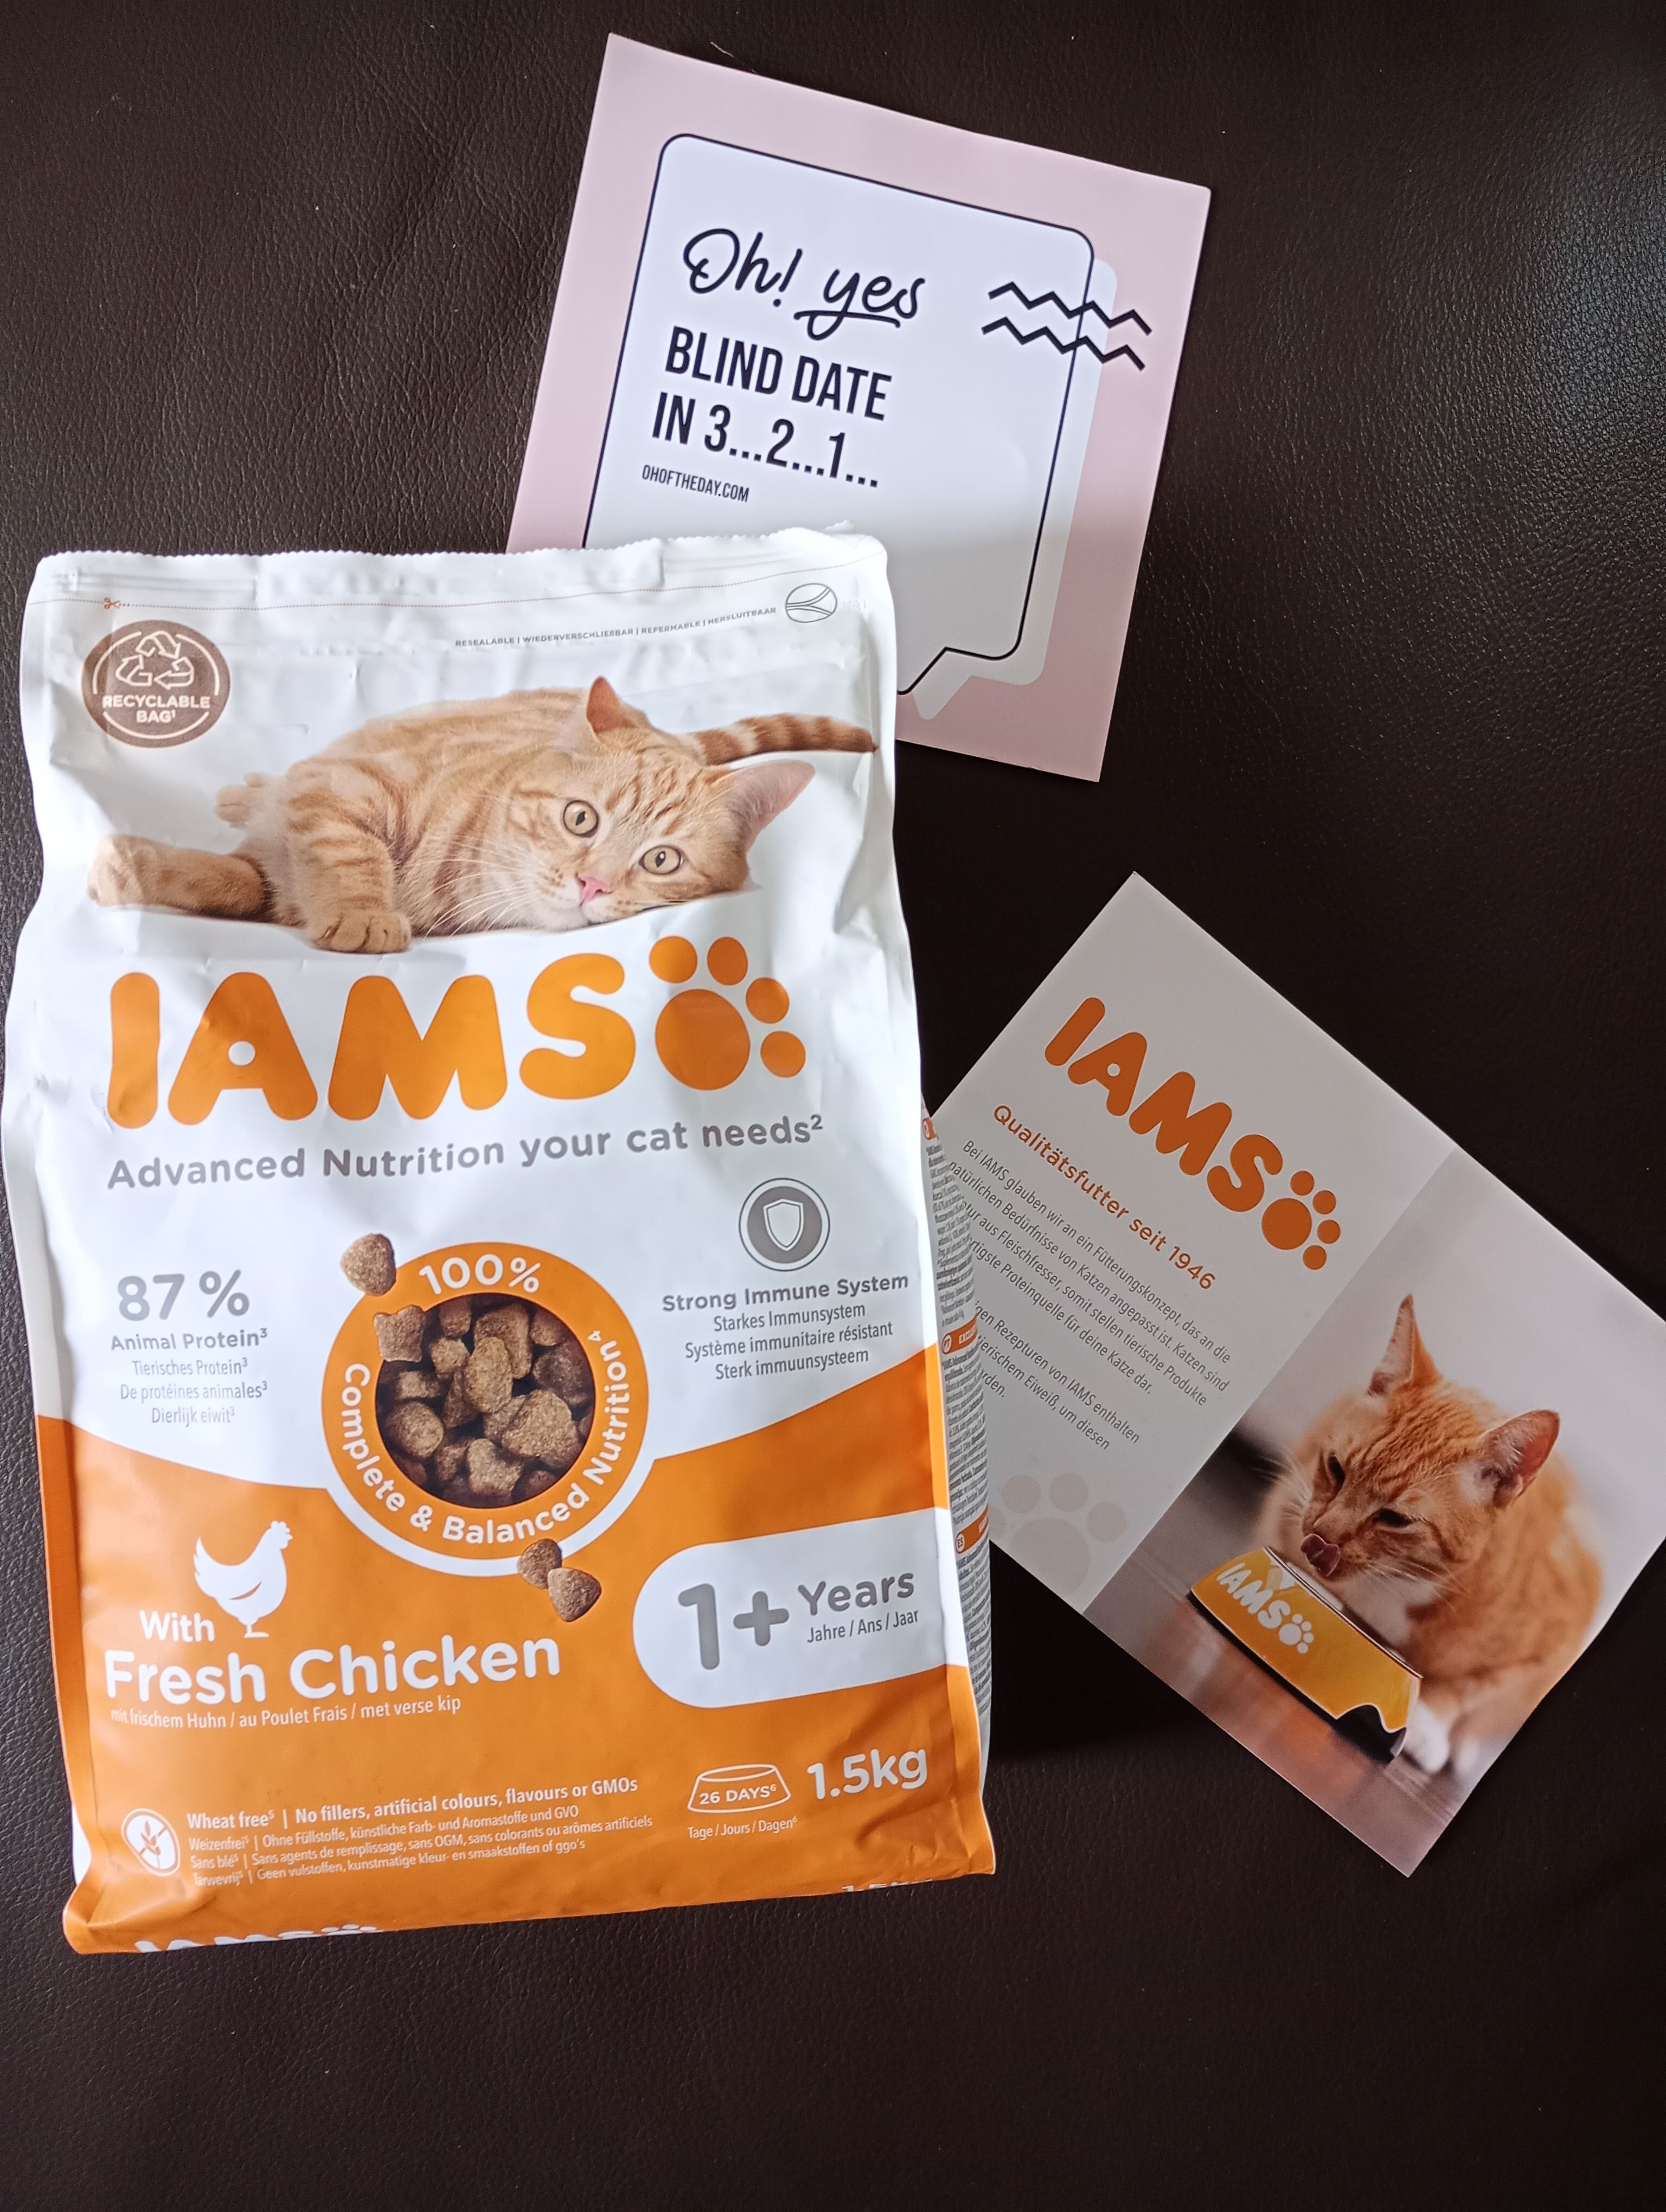 Oh! yes
BLIND DATE
IN 3...2...1...
OHOFTHEDAY.COM
RESEALABLE | WIEDERVERSCHLIEßBAR | REFERMABLE | HERSLUITBAAR
RECYCLABLE
BAG¹
IAMS
Advanced Nutrition your cat needs²
87 %
Animal Protein³
Tierisches Protein³
De protéines animales³
Dierlijk eiwit³
100%
Complete & Balanced Nutrition⁴
Strong Immune System
Starkes Immunsystem
Système immunitaire résistant
Sterk immuunsysteem
With
Fresh Chicken
mit frischem Huhn / au Poulet Frais / met verse kip
1+ Years
Jahre / Ans / Jaar
Wheat free⁵ | No fillers, artificial colours, flavours or GMOs
Weizenfrei⁵ | Ohne Füllstoffe, künstliche Farb- und Aromastoffe und GVO
Sans blé⁵ | Sans agents de remplissage, sans OGM, sans colorants ou arômes artificiels
Tarwevrij⁵ | Geen vulstoffen, kunstmatige kleur- en smaakstoffen of ggo's
26 DAYS⁶
Tage / Jours / Dagen⁶
1.5kg
IAMS
IAMS
Qualitätsfutter seit 1946
Bei IAMS glauben wir an ein Fütterungskonzept, das an die
natürlichen Bedürfnisse von Katzen angepasst ist. Katzen sind
aus Fleischfresser, somit stellen tierische Produkte
Proteinquelle für deine Katze dar.
Rezepturen von IAMS enthalten
tierischem Eiweiß, um diesen
IAMS